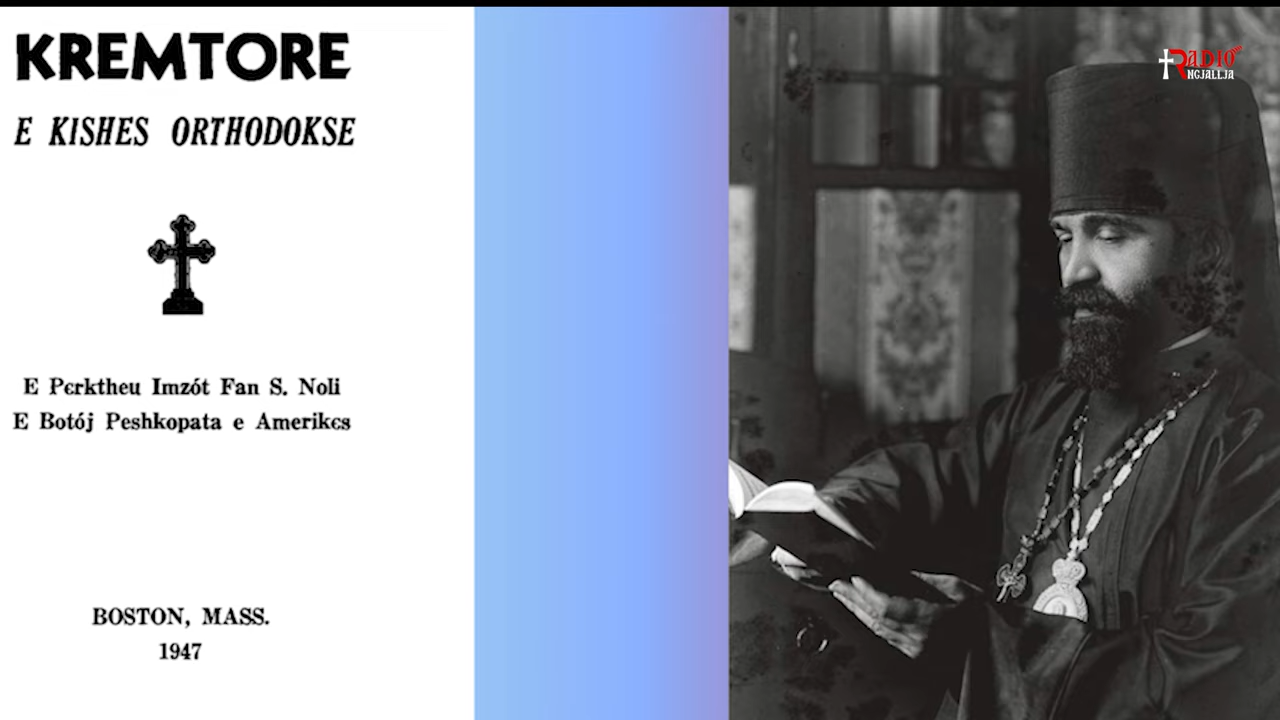 KREMTORE
E KISHES ORTHODOKSE
E Perktheu Imzót Fan S. Noli
E Botój Peshkopata e Amerikes
BOSTON, MASS.
1947
RADIO
NGJALLJA